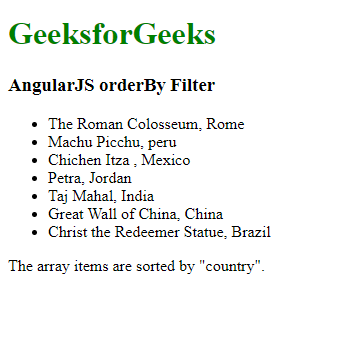 GeeksforGeeks
AngularJS orderBy Filter
The Roman Colosseum, Rome
Machu Picchu, peru
Chichen Itza , Mexico
Petra, Jordan
Taj Mahal, India
Great Wall of China, China
Christ the Redeemer Statue, Brazil
The array items are sorted by "country".